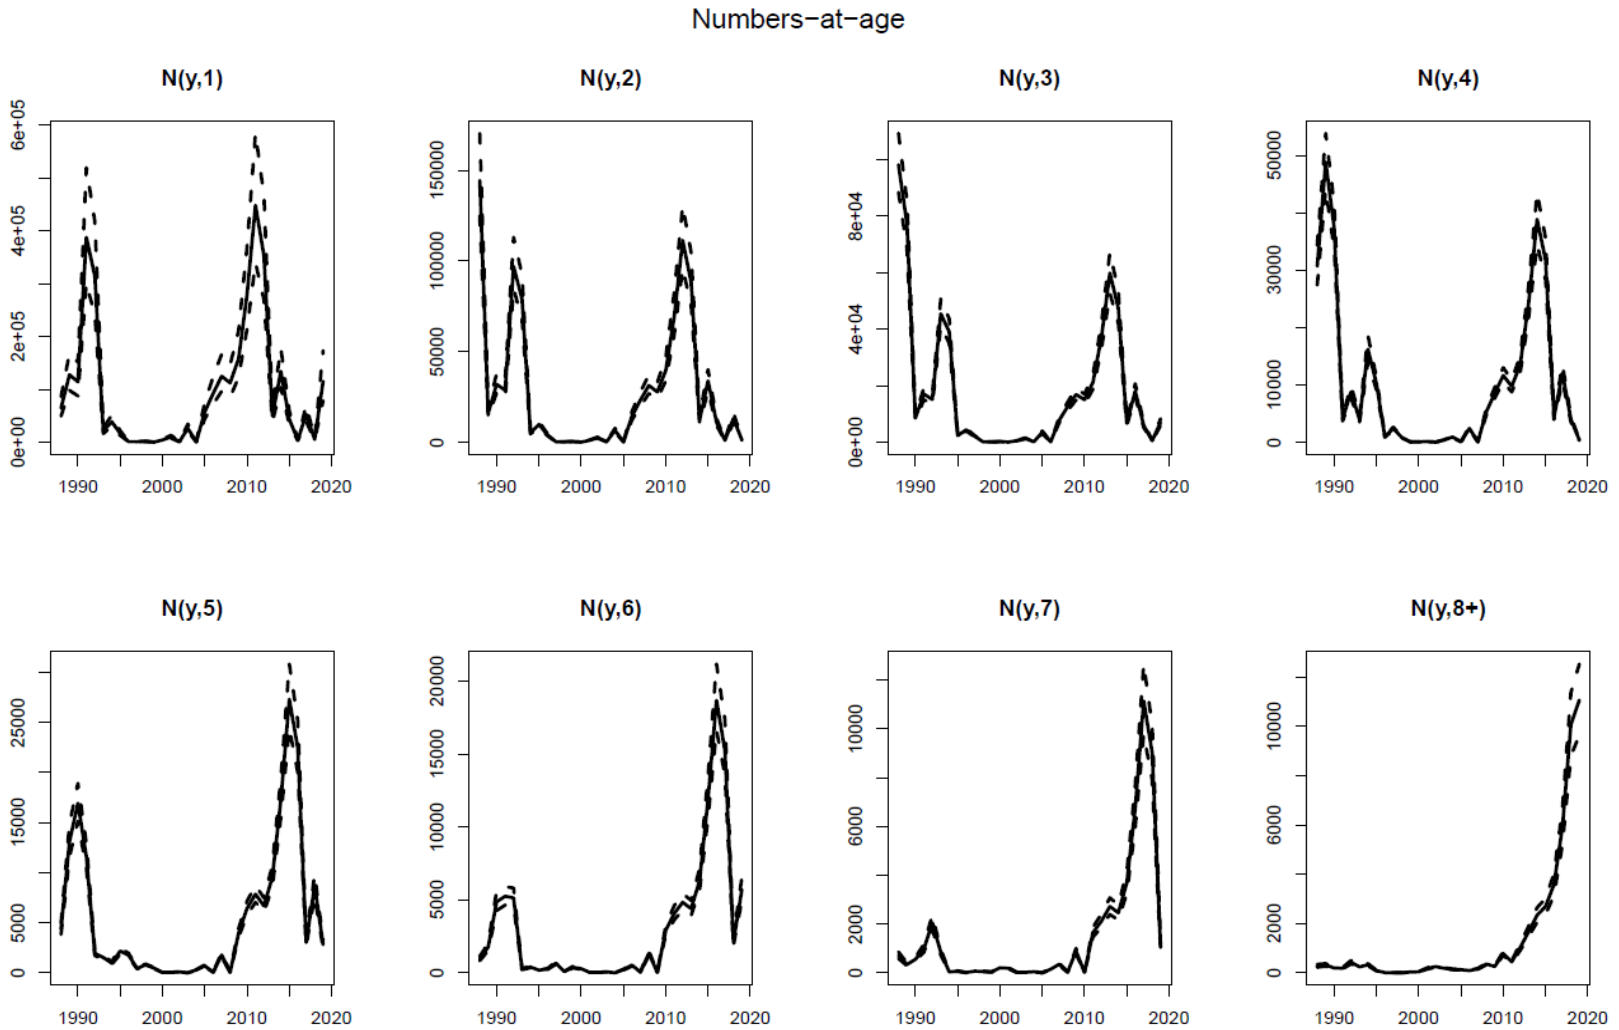 Numbers−at−age
N(y,1)
N(y,2)
N(y,3)
N(y,4)
0e+00 2e+05 4e+05 6e+05
0 50000 100000 150000
0e+00 4e+04 8e+04
0 10000 30000 50000
1990 2000 2010 2020
1990 2000 2010 2020
1990 2000 2010 2020
1990 2000 2010 2020
N(y,5)
N(y,6)
N(y,7)
N(y,8+)
0 5000 15000 25000
0 5000 10000 15000 20000
0 2000 6000 10000
0 2000 6000 10000
1990 2000 2010 2020
1990 2000 2010 2020
1990 2000 2010 2020
1990 2000 2010 2020